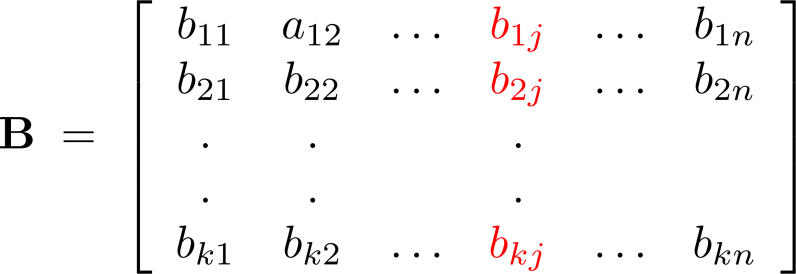 b₁₁ a₁₂ … b₁ⱼ … b₁ₙ
b₂₁ b₂₂ … b₂ⱼ … b₂ₙ
B = . . .
. . .
bₖ₁ bₖ₂ … bₖⱼ … bₖₙ